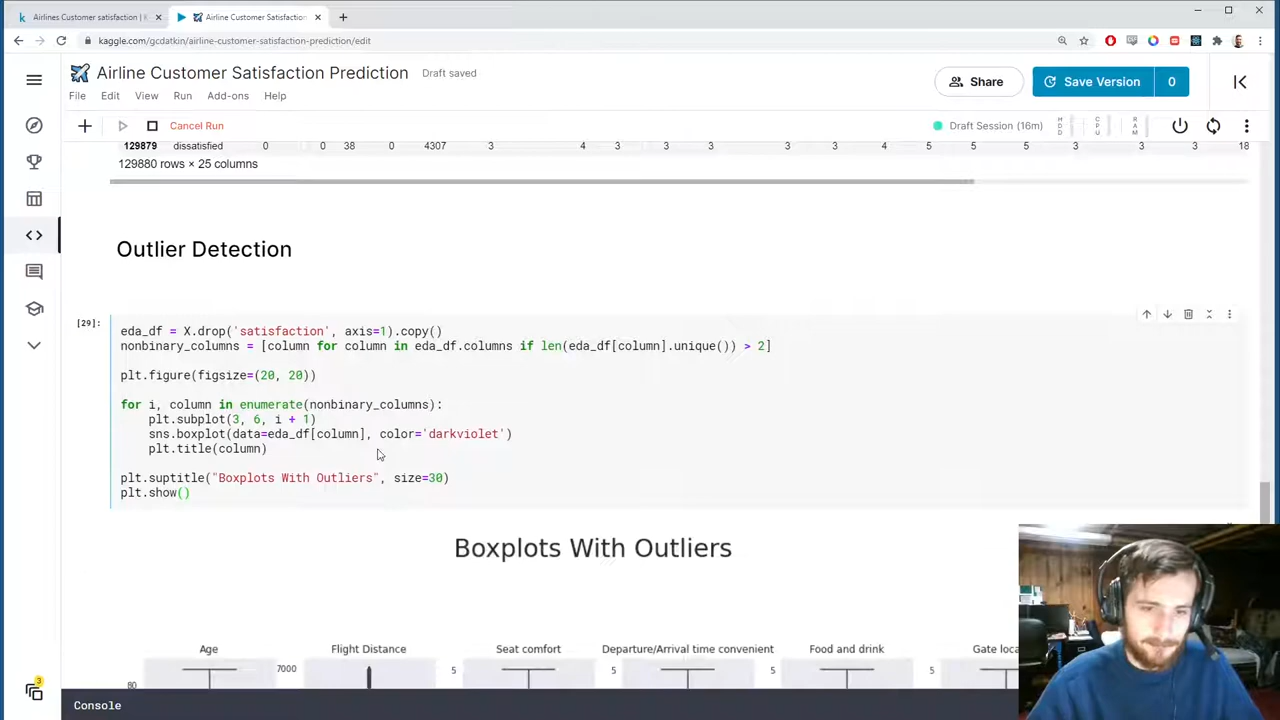 Airlines Customer satisfaction | K
Airline Customer Satisfaction
kaggle.com/gcdatkin/airline-customer-satisfaction-prediction/edit
Airline Customer Satisfaction Prediction
Draft saved
Share
Save Version
0
File Edit View Run Add-ons Help
Cancel Run
Draft Session (16m)
HDD
CPU
RAM
129879 dissatisfied 0 0 38 0 4307 3 4 3 3 3 3 3 4 5 5 5 3 3 3 18
129880 rows × 25 columns
Outlier Detection
[29]:
eda_df = X.drop('satisfaction', axis=1).copy()
nonbinary_columns = [column for column in eda_df.columns if len(eda_df[column].unique()) > 2]
plt.figure(figsize=(20, 20))
for i, column in enumerate(nonbinary_columns):
plt.subplot(3, 6, i + 1)
sns.boxplot(data=eda_df[column], color='darkviolet')
plt.title(column)
plt.suptitle("Boxplots With Outliers", size=30)
plt.show()
Boxplots With Outliers
Age
Flight Distance
Seat comfort
Departure/Arrival time convenient
Food and drink
Gate loca
80
7000
5
5
5
5
3
Console